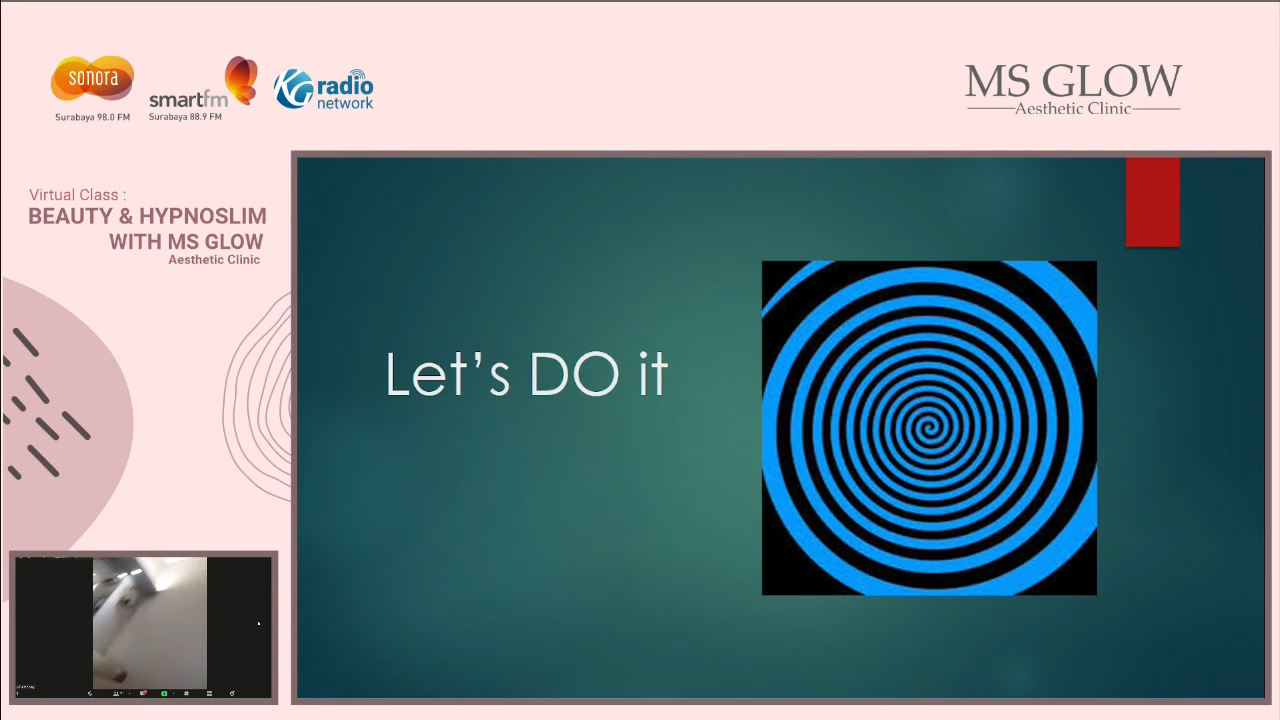 sonora
Surabaya 98.0 FM
smartfm
Surabaya 88.9 FM
KG radio
network
MS GLOW
Aesthetic Clinic
Virtual Class :
BEAUTY & HYPNOSLIM
WITH MS GLOW
Aesthetic Clinic
Let’s DO it